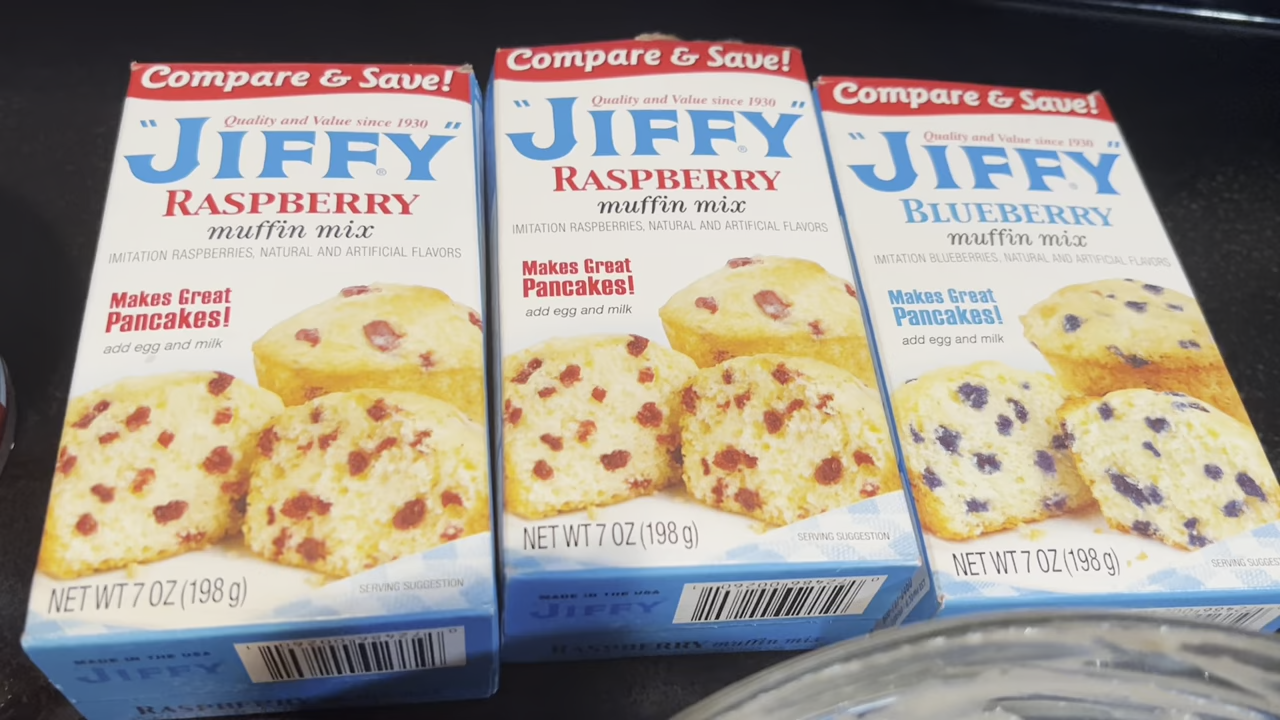 Compare & Save!
Quality and Value since 1930
"JIFFY"®
RASPBERRY
muffin mix
IMITATION RASPBERRIES, NATURAL AND ARTIFICIAL FLAVORS
Makes Great
Pancakes!
add egg and milk
NET WT 7 OZ (198 g)
SERVING SUGGESTION
MADE IN THE USA
JIFFY
RASPBERRY
Compare & Save!
Quality and Value since 1930
"JIFFY"®
RASPBERRY
muffin mix
IMITATION RASPBERRIES, NATURAL AND ARTIFICIAL FLAVORS
Makes Great
Pancakes!
add egg and milk
NET WT 7 OZ (198 g)
SERVING SUGGESTION
MADE IN THE USA
JIFFY
RASPBERRY muffin mix
Compare & Save!
Quality and Value since 1930
"JIFFY"®
BLUEBERRY
muffin mix
IMITATION BLUEBERRIES, NATURAL AND ARTIFICIAL FLAVORS
Makes Great
Pancakes!
add egg and milk
NET WT 7 OZ (198 g)
SERVING